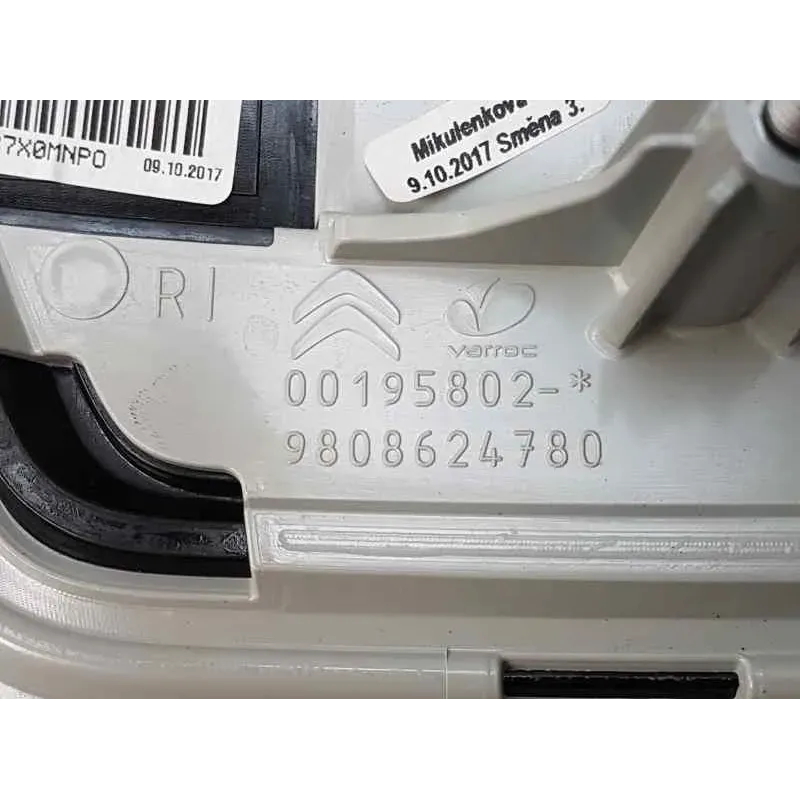 7X0MNPO
09.10.2017
Mikulenkova
9.10.2017 Směna 3.
RI
varroc
00195802-*
9808624780